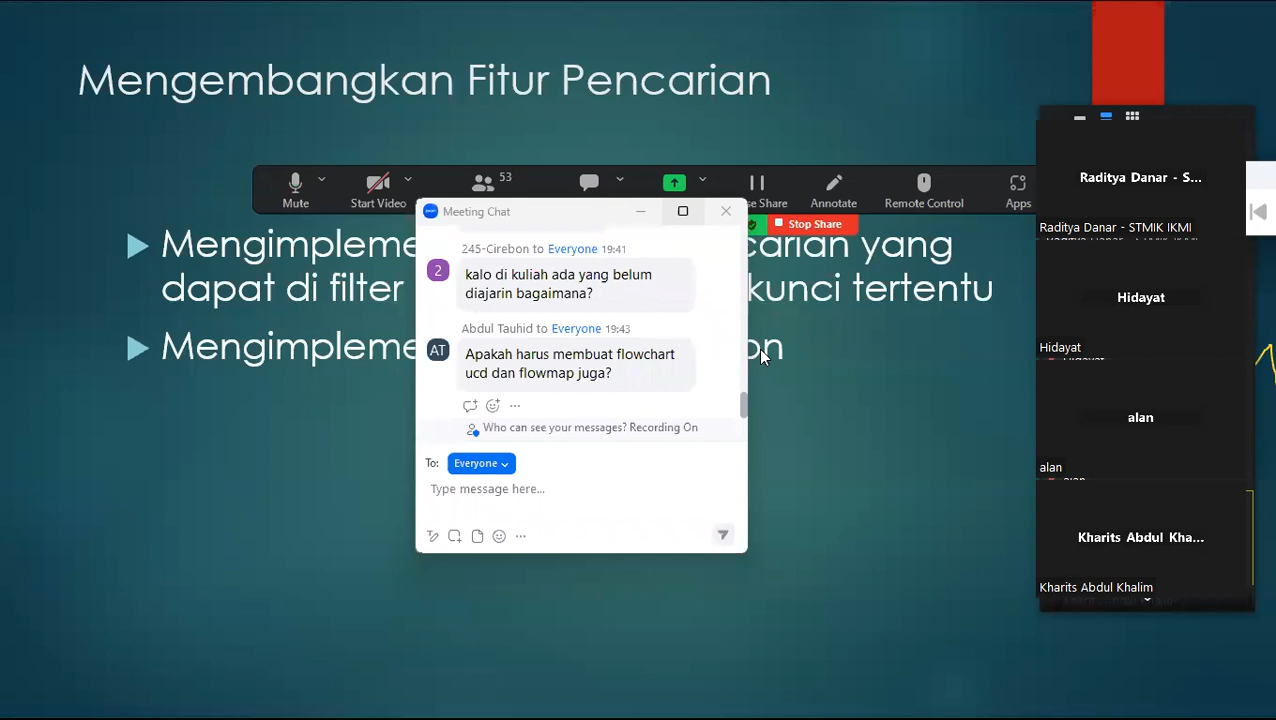 Mengembangkan Fitur Pencarian
53
Mute
Start Video
se Share
Annotate
Remote Control
Apps
Stop Share
Mengimpleme
carian yang
dapat di filter
kunci tertentu
Mengimpleme
on
Meeting Chat
245-Cirebon to Everyone 19:41
2
kalo di kuliah ada yang belum
diajarin bagaimana?
Abdul Tauhid to Everyone 19:43
AT
Apakah harus membuat flowchart
ucd dan flowmap juga?
Who can see your messages? Recording On
To: Everyone
Type message here...
Raditya Danar - S...
Raditya Danar - STMIK IKMI
Hidayat
Hidayat
alan
alan
Kharits Abdul Kha...
Kharits Abdul Khalim